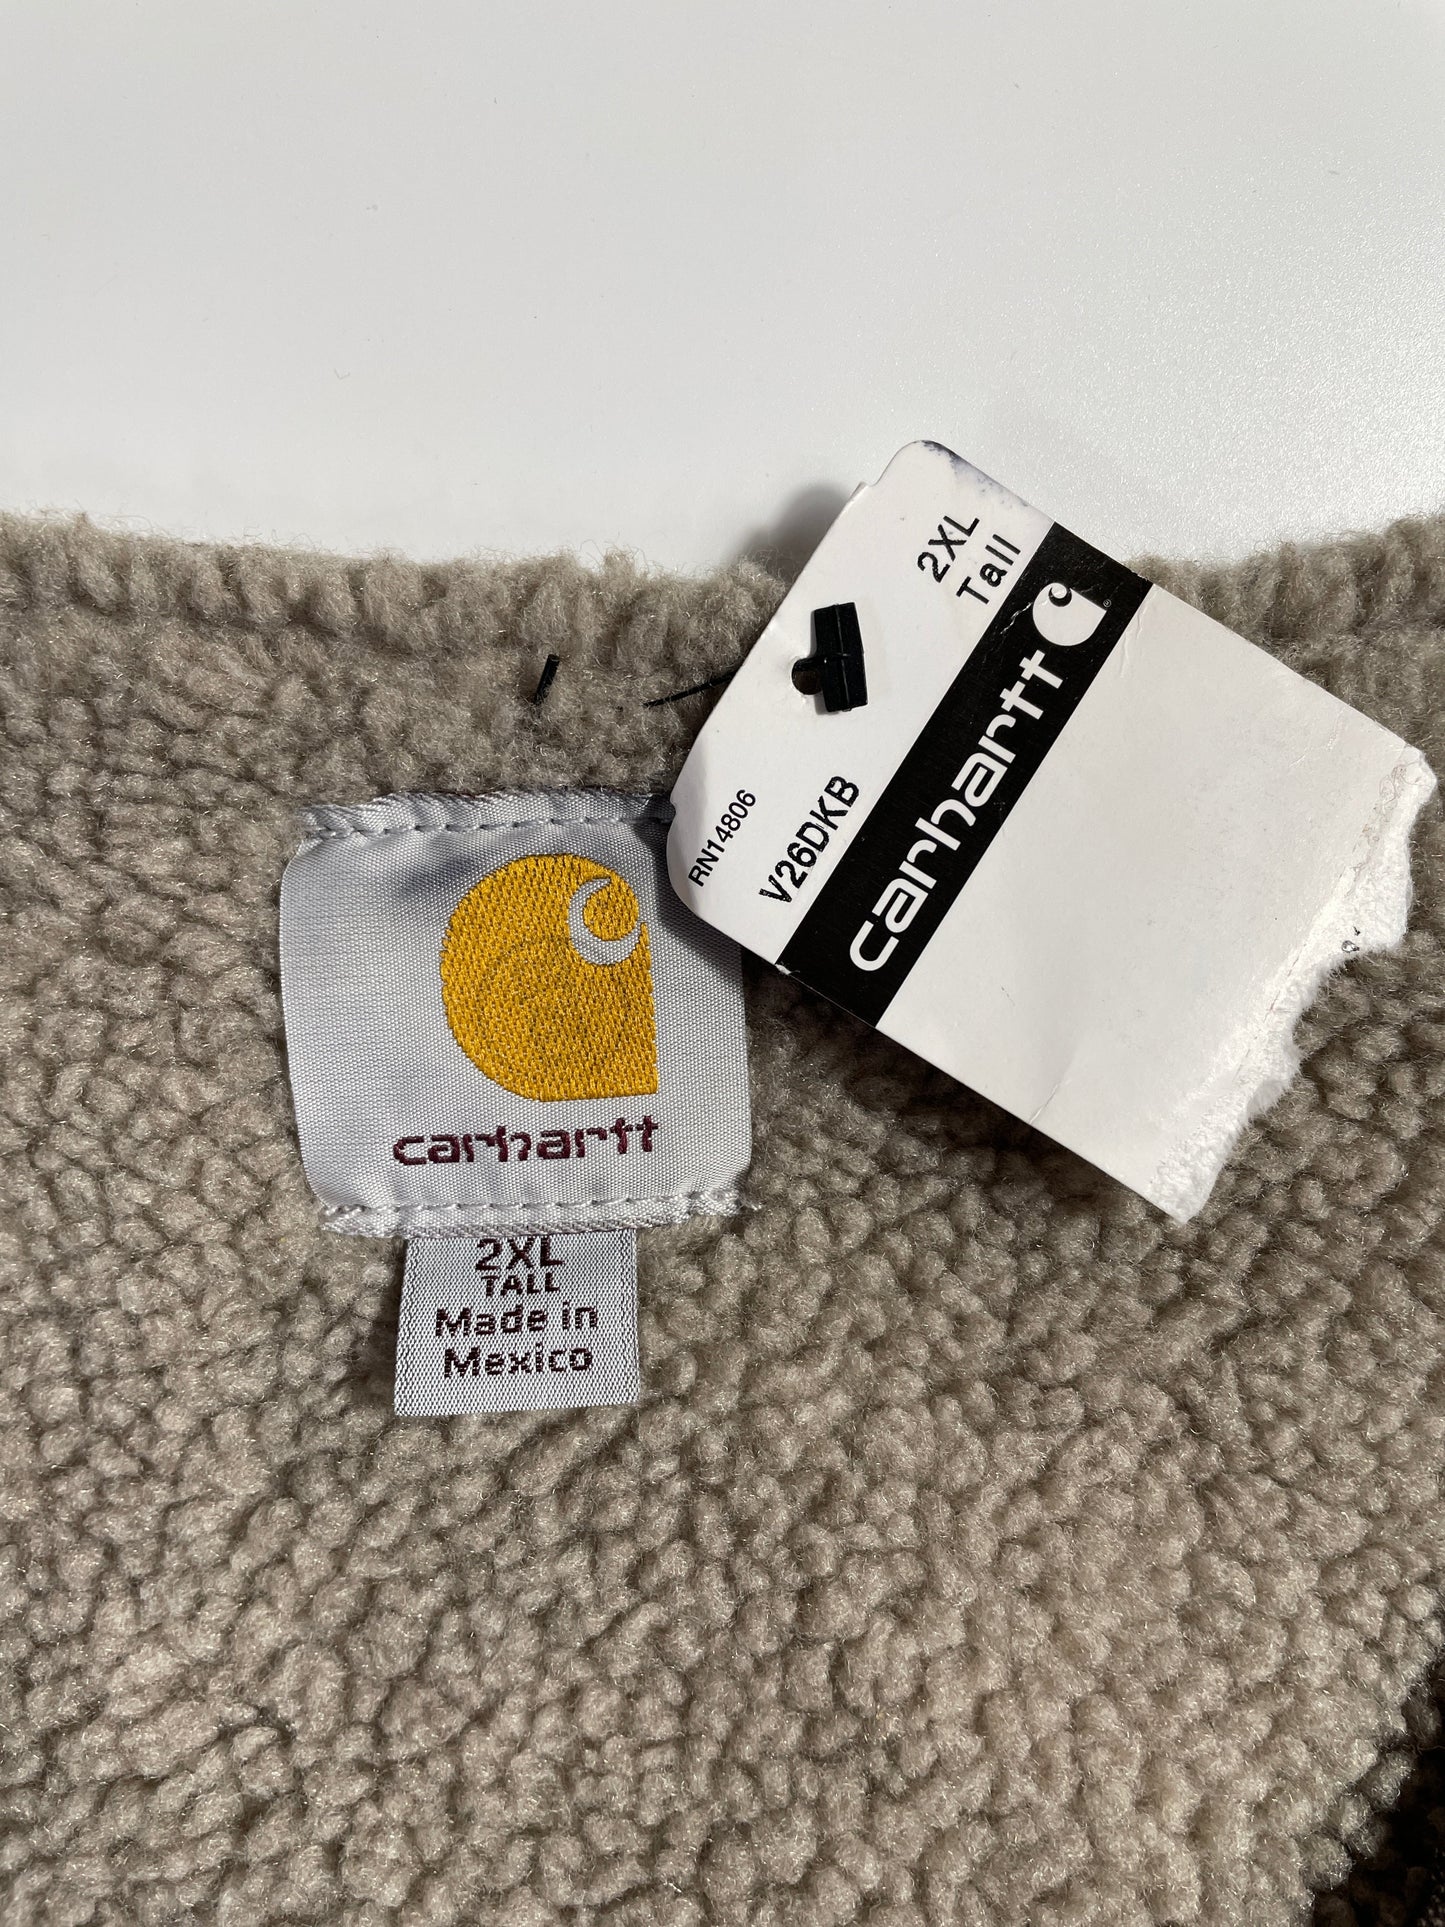 2XL
Tall
carhartt
®
RN14806
V26DKB
carhartt
2XL
TALL
Made in
Mexico